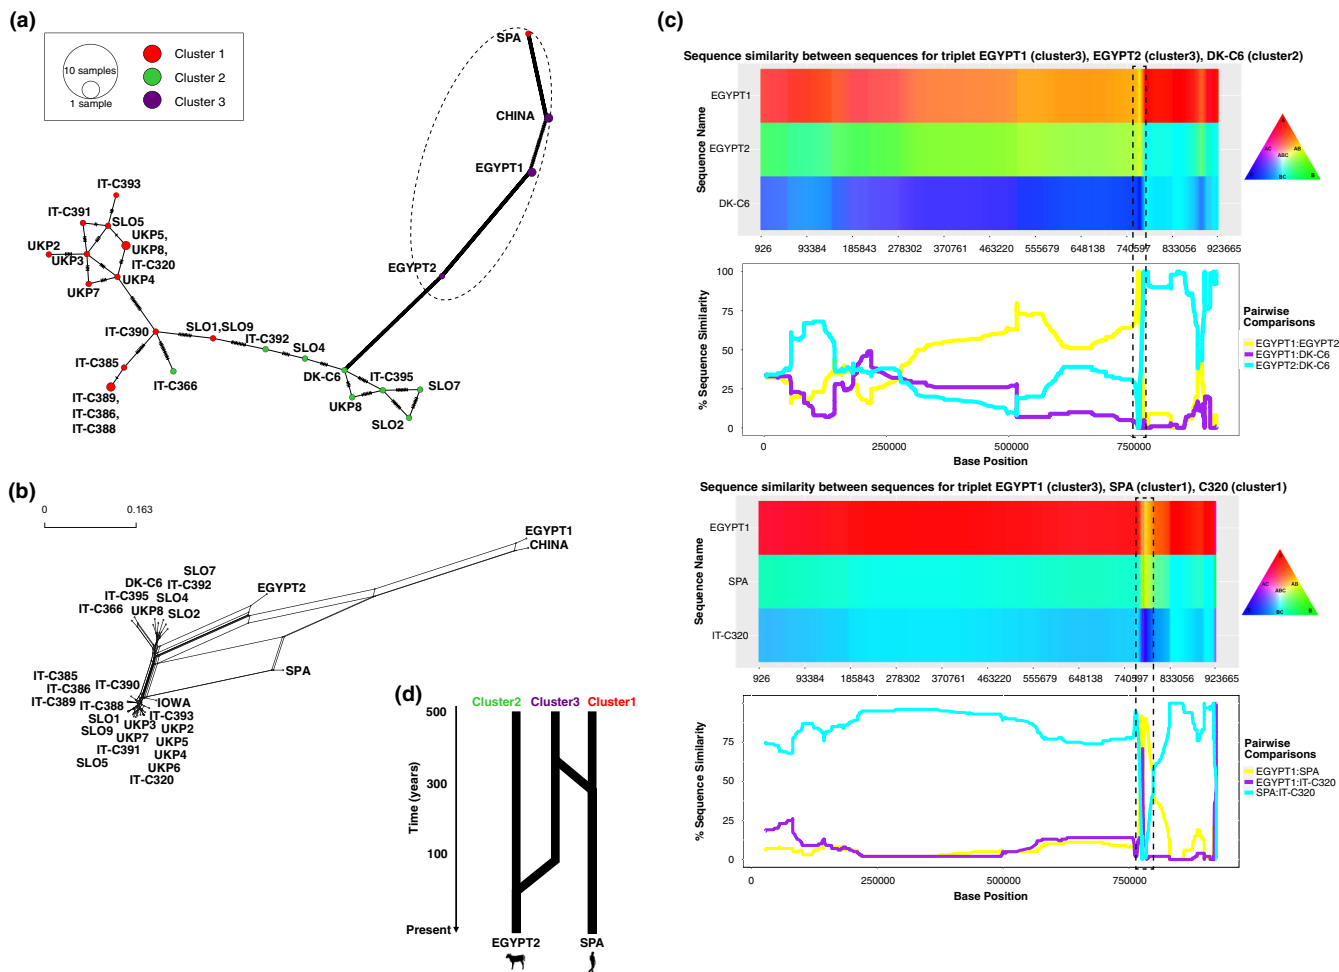 (a)
10 samples
1 sample
Cluster 1
Cluster 2
Cluster 3
SPA
CHINA
EGYPT1
EGYPT2
IT-C393
IT-C391
SLO5
UKP5,
UKP8,
IT-C320
UKP2
UKP3
UKP4
UKP7
IT-C390
SLO1,SLO9
IT-C392
SLO4
IT-C385
IT-C366
DK-C6
IT-C395
SLO7
UKP8
SLO2
IT-C389,
IT-C386,
IT-C388
(b)
0
0.163
EGYPT1
CHINA
SLO7
DK-C6 IT-C392
EGYPT2
IT-C395 SLO4
IT-C366 UKP8 SLO2
SPA
IT-C385
IT-C386 IT-C390
IT-C389 IT-C388 IOWA
SLO1 UKP3 IT-C393
SLO9 UKP7 UKP2
IT-C391 UKP5
SLO5 UKP4
UKP6
IT-C320
(c)
Sequence similarity between sequences for triplet EGYPT1 (cluster3), EGYPT2 (cluster3), DK-C6 (cluster2)
Sequence Name
EGYPT1
EGYPT2
DK-C6
926 93384 185843 278302 370761 463220 555679 648138 740597 833056 923665
A
AC AB
ABC
BC B
% Sequence Similarity
100
75
50
25
0
0 250000 500000 750000
Base Position
Pairwise
Comparisons
EGYPT1:EGYPT2
EGYPT1:DK-C6
EGYPT2:DK-C6
Sequence similarity between sequences for triplet EGYPT1 (cluster3), SPA (cluster1), C320 (cluster1)
Sequence Name
EGYPT1
SPA
IT-C320
926 93384 185843 278302 370761 463220 555679 648138 740597 833056 923665
AC AB
ABC
BC B
% Sequence Similarity
75
50
25
0
0 250000 500000 750000
Base Position
Pairwise
Comparisons
EGYPT1:SPA
EGYPT1:IT-C320
SPA:IT-C320
(d)
Cluster2 Cluster3 Cluster1
Time (years)
500
300
100
Present
EGYPT2 SPA